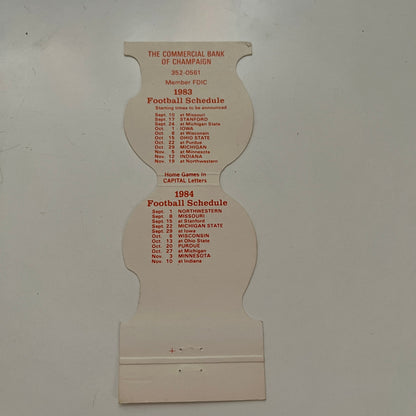 THE COMMERCIAL BANK
OF CHAMPAIGN
352-0561
Member FDIC
1983
Football Schedule
Starting times to be announced
Sept. 10 at Missouri
Sept. 17 STANFORD
Sept. 24 at Michigan State
Oct. 1 IOWA
Oct. 8 at Wisconsin
Oct. 15 OHIO STATE
Oct. 22 at Purdue
Oct. 29 MICHIGAN
Nov. 5 at Minnesota
Nov. 12 INDIANA
Nov. 19 at Northwestern
Home Games in
CAPITAL Letters
1984
Football Schedule
Sept. 1 NORTHWESTERN
Sept. 8 MISSOURI
Sept. 15 at Stanford
Sept. 22 MICHIGAN STATE
Sept. 29 at Iowa
Oct. 6 WISCONSIN
Oct. 13 at Ohio State
Oct. 20 PURDUE
Oct. 27 at Michigan
Nov. 3 MINNESOTA
Nov. 10 at Indiana